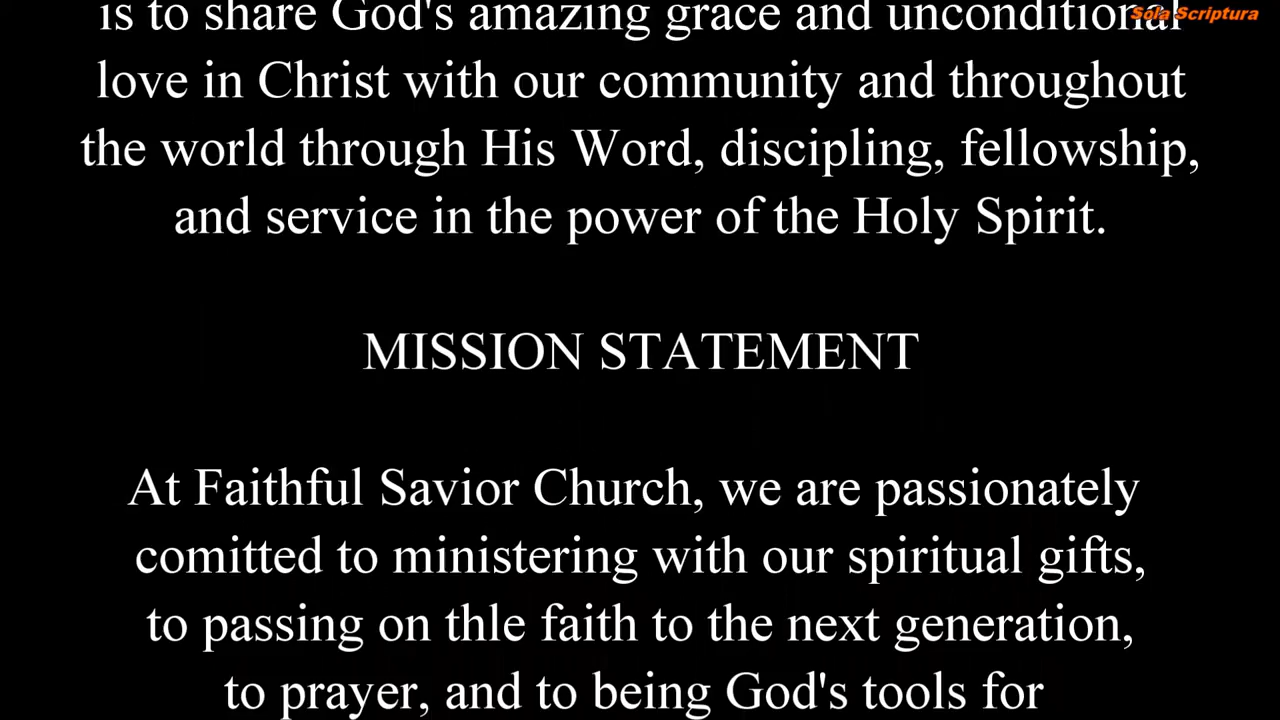 is to share God's amazing grace and unconditional
Sola Scriptura
love in Christ with our community and throughout
the world through His Word, discipling, fellowship,
and service in the power of the Holy Spirit.
MISSION STATEMENT
At Faithful Savior Church, we are passionately
comitted to ministering with our spiritual gifts,
to passing on thle faith to the next generation,
to prayer, and to being God's tools for